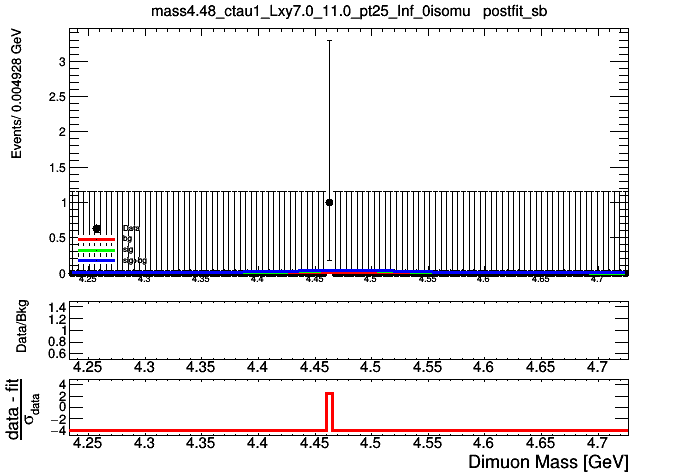 mass4.48_ctau1_Lxy7.0_11.0_pt25_Inf_0isomu postfit_sb
Events/ 0.004928 GeV
3
2.5
2
1.5
1
0.5
0
Data
bg
sig
sig+bg
4.25 4.3 4.35 4.4 4.45 4.5 4.55 4.6 4.65 4.7
Data/Bkg
1.4
1.2
1
0.8
0.6
4.25 4.3 4.35 4.4 4.45 4.5 4.55 4.6 4.65 4.7
data - fit
σdata
4
2
0
−2
−4
4.25 4.3 4.35 4.4 4.45 4.5 4.55 4.6 4.65 4.7
Dimuon Mass [GeV]